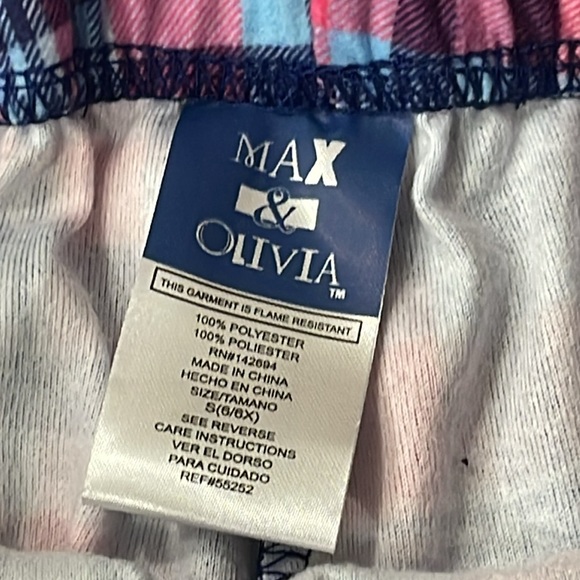 MAX
&
OLIVIA
TM
THIS GARMENT IS FLAME RESISTANT
100% POLYESTER
100% POLIESTER
RN#142694
MADE IN CHINA
HECHO EN CHINA
SIZE/TAMANO
S(6/6X)
SEE REVERSE
CARE INSTRUCTIONS
VER EL DORSO
PARA CUIDADO
REF#55252